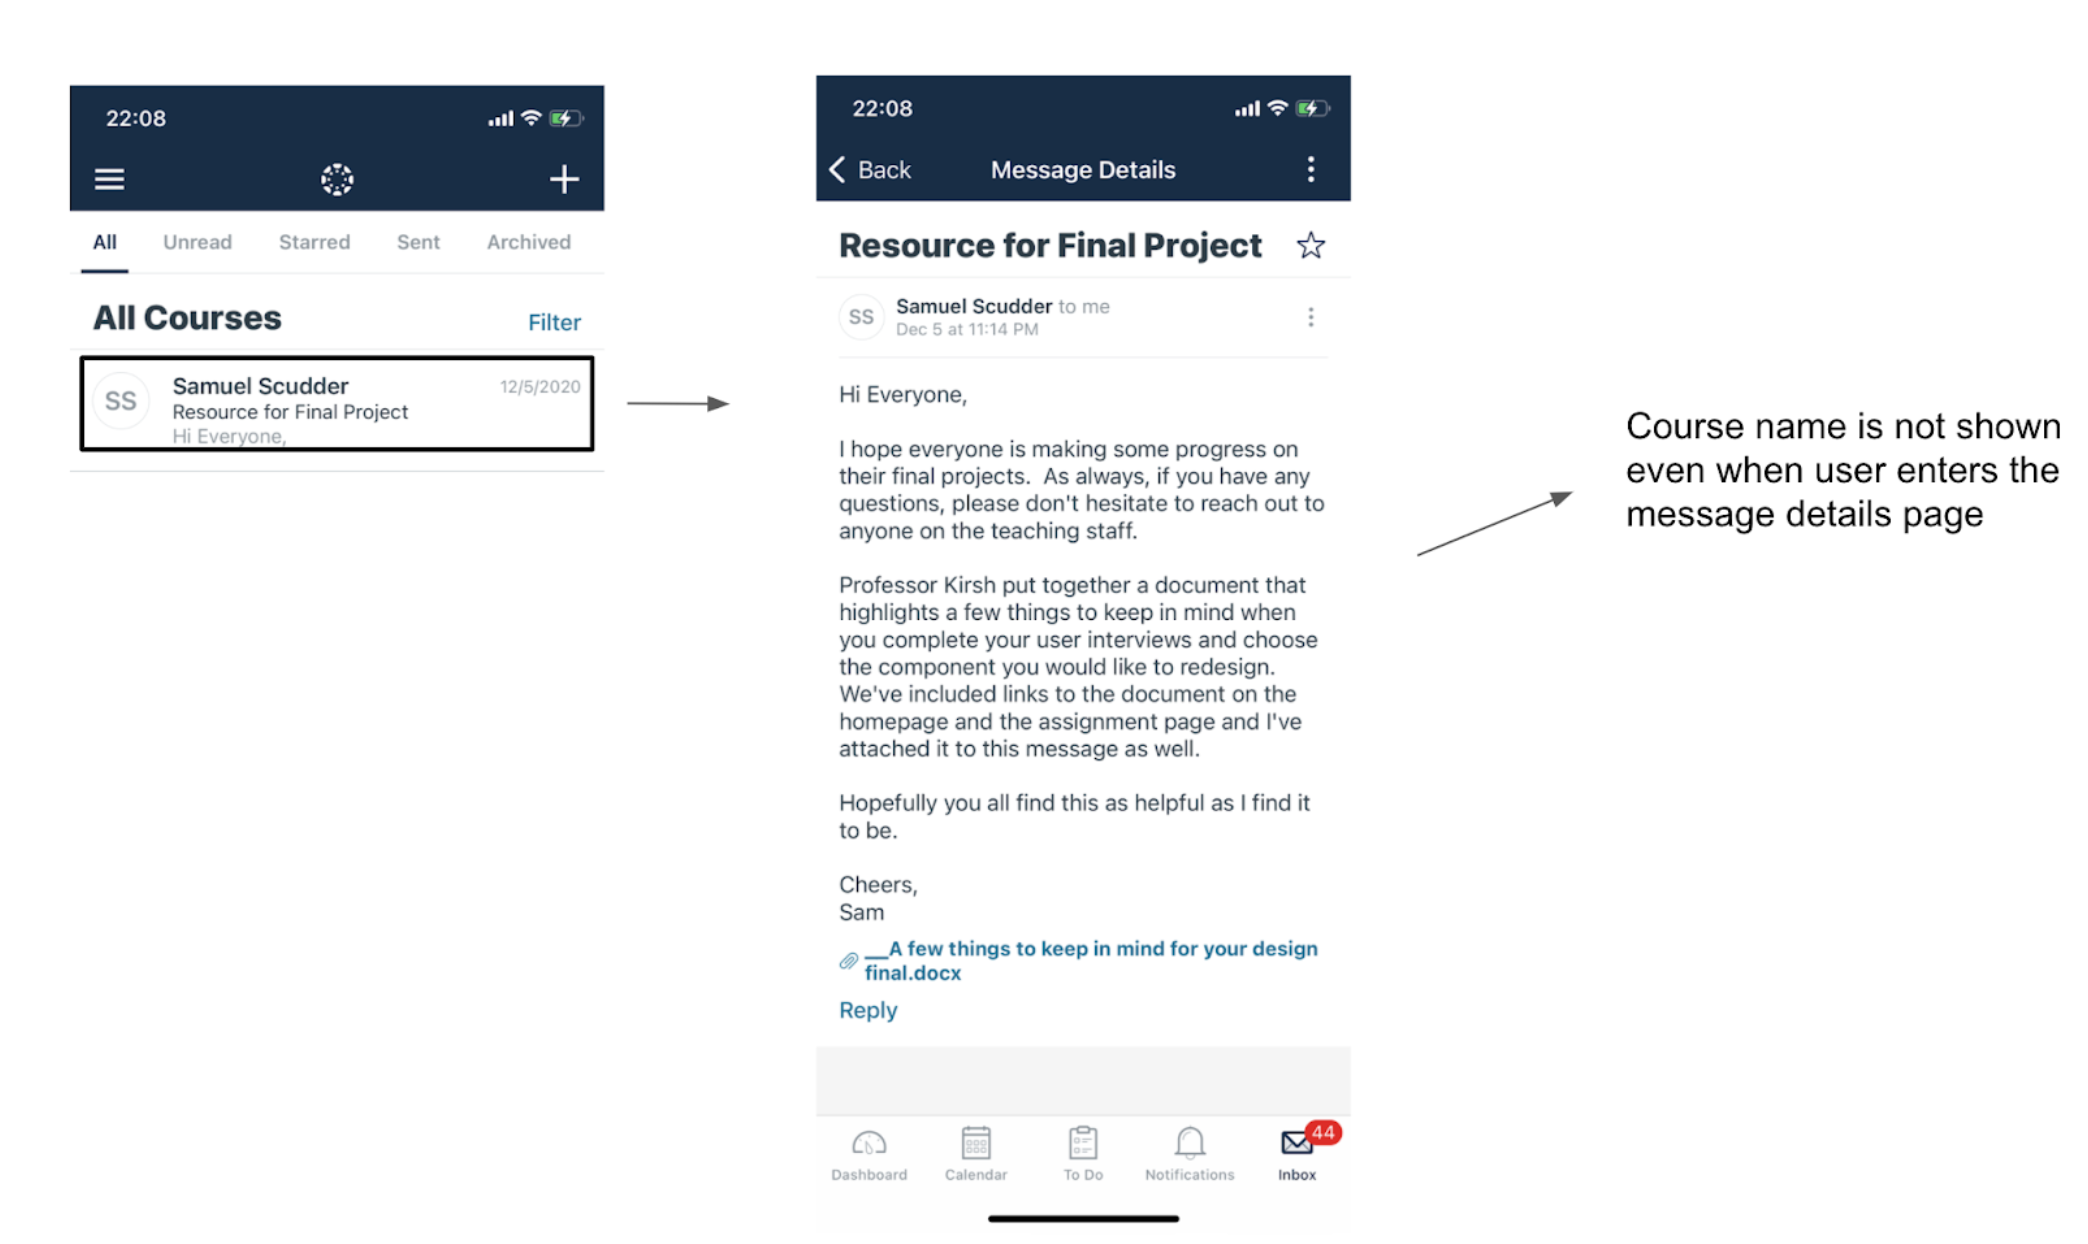 22:08
All Unread Starred Sent Archived
All Courses Filter
SS Samuel Scudder 12/5/2020
Resource for Final Project
Hi Everyone,
22:08
Back Message Details
Resource for Final Project
SS Samuel Scudder to me
Dec 5 at 11:14 PM
Hi Everyone,
I hope everyone is making some progress on
their final projects.  As always, if you have any
questions, please don't hesitate to reach out to
anyone on the teaching staff.
Professor Kirsh put together a document that
highlights a few things to keep in mind when
you complete your user interviews and choose
the component you would like to redesign.
We've included links to the document on the
homepage and the assignment page and I've
attached it to this message as well.
Hopefully you all find this as helpful as I find it
to be.
Cheers,
Sam
__A few things to keep in mind for your design
final.docx
Reply
44
Dashboard Calendar To Do Notifications Inbox
Course name is not shown
even when user enters the
message details page